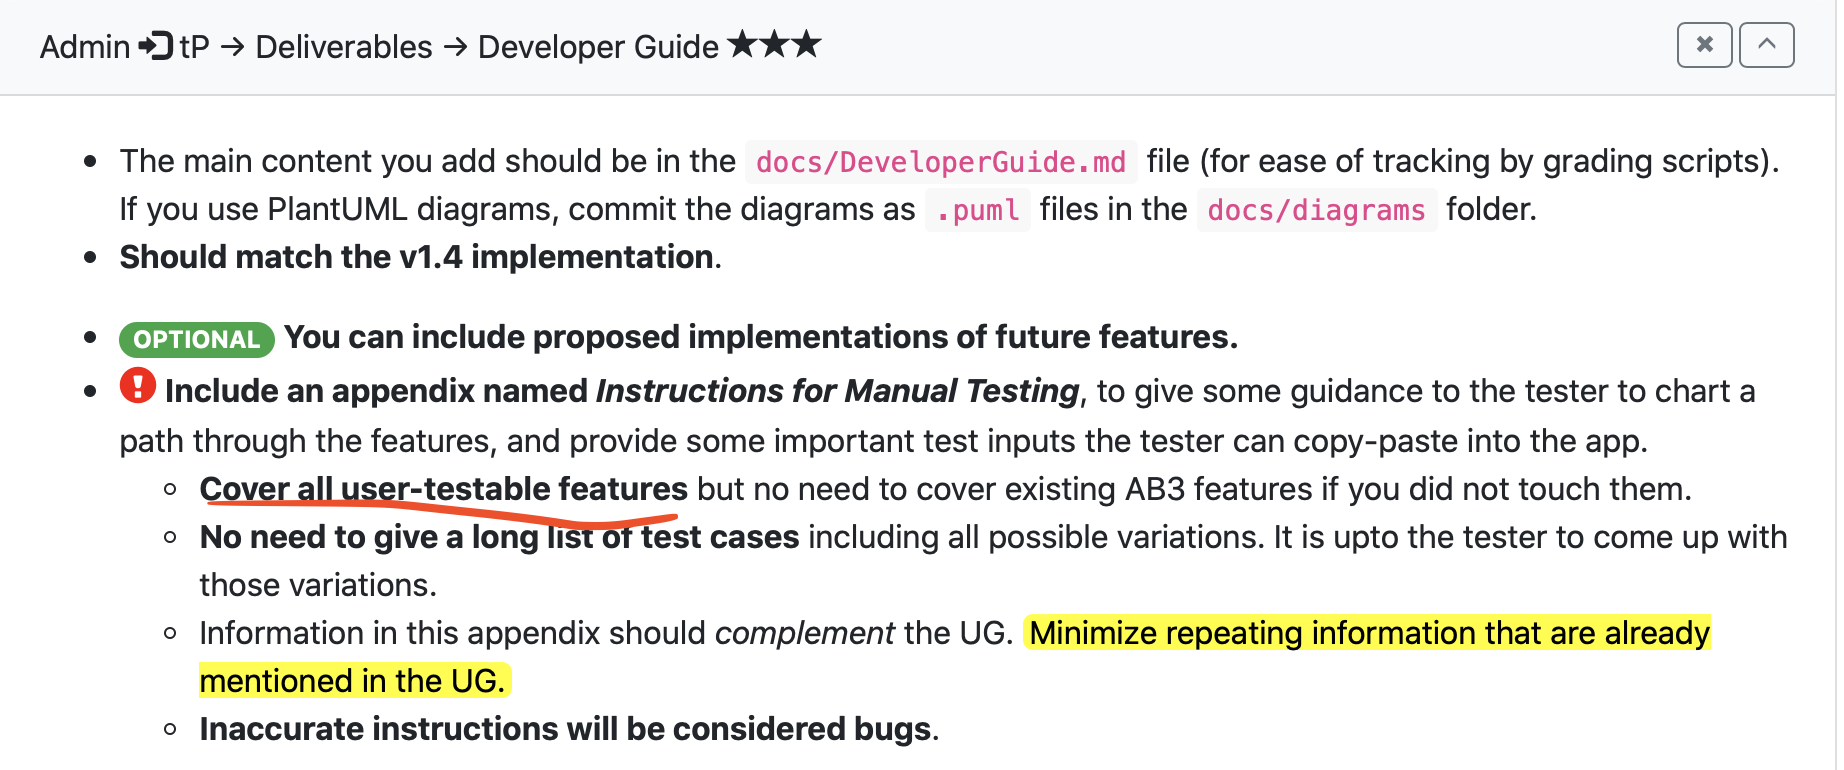 Admin tP → Deliverables → Developer Guide ★★★
The main content you add should be in the docs/DeveloperGuide.md file (for ease of tracking by grading scripts).
If you use PlantUML diagrams, commit the diagrams as .puml files in the docs/diagrams folder.
Should match the v1.4 implementation.
OPTIONAL You can include proposed implementations of future features.
Include an appendix named Instructions for Manual Testing, to give some guidance to the tester to chart a
path through the features, and provide some important test inputs the tester can copy-paste into the app.
Cover all user-testable features but no need to cover existing AB3 features if you did not touch them.
No need to give a long list of test cases including all possible variations. It is upto the tester to come up with
those variations.
Information in this appendix should complement the UG. Minimize repeating information that are already
mentioned in the UG.
Inaccurate instructions will be considered bugs.